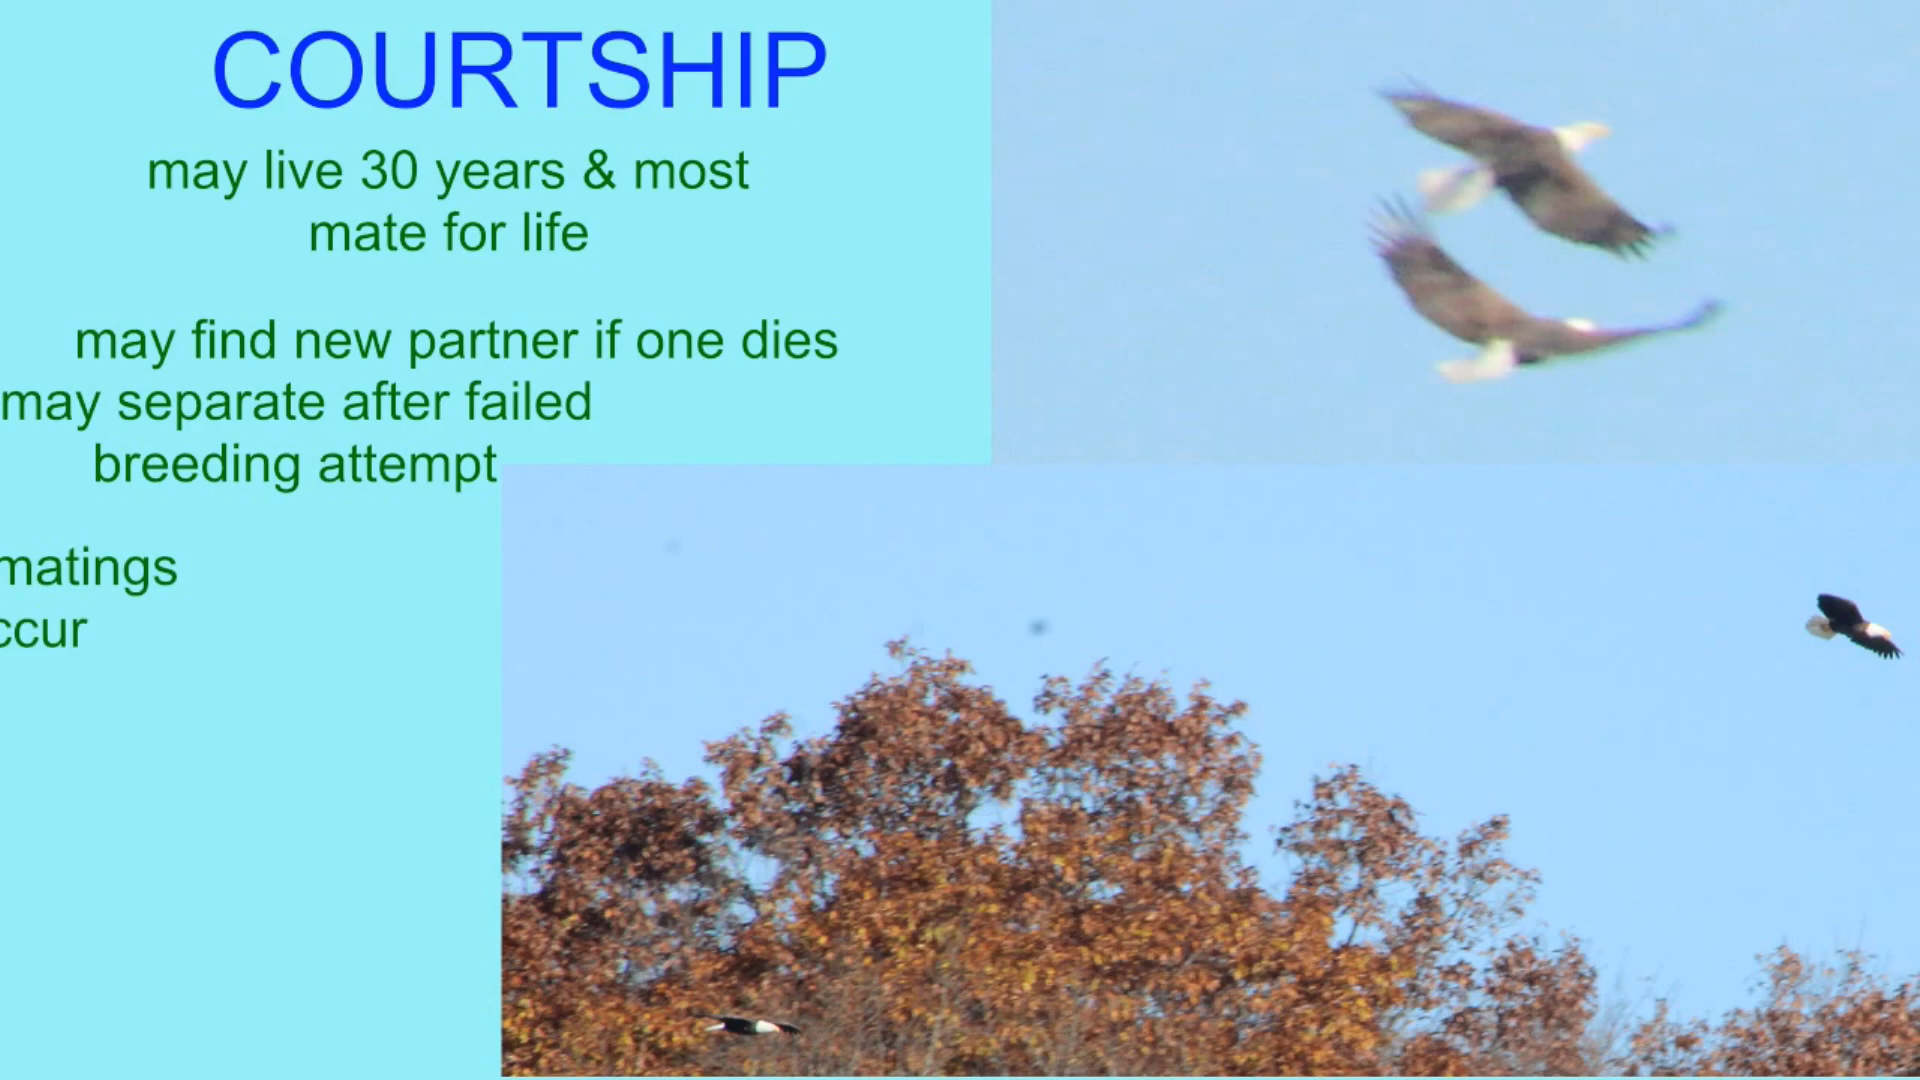 COURTSHIP
may live 30 years & most
mate for life
may find new partner if one dies
may separate after failed
breeding attempt
matings
ccur